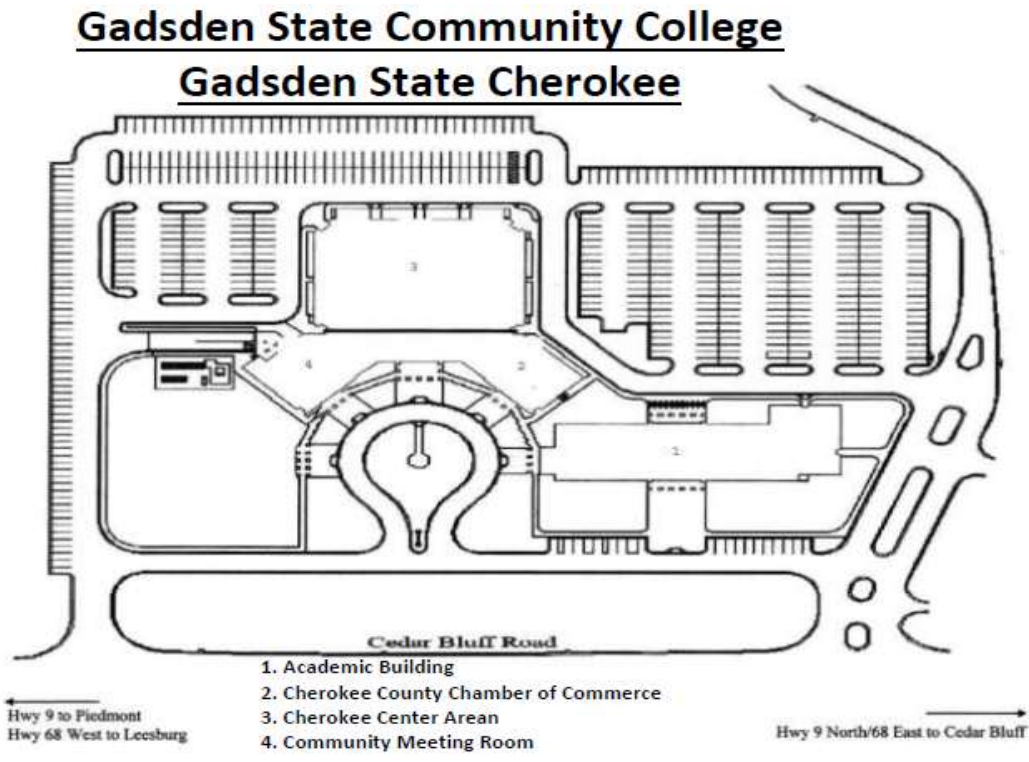 Gadsden State Community College
Gadsden State Cherokee
3
4
2
1
Cedar Bluff Road
1. Academic Building
2. Cherokee County Chamber of Commerce
3. Cherokee Center Arean
4. Community Meeting Room
Hwy 9 to Piedmont
Hwy 68 West to Leesburg
Hwy 9 North/68 East to Cedar Bluff